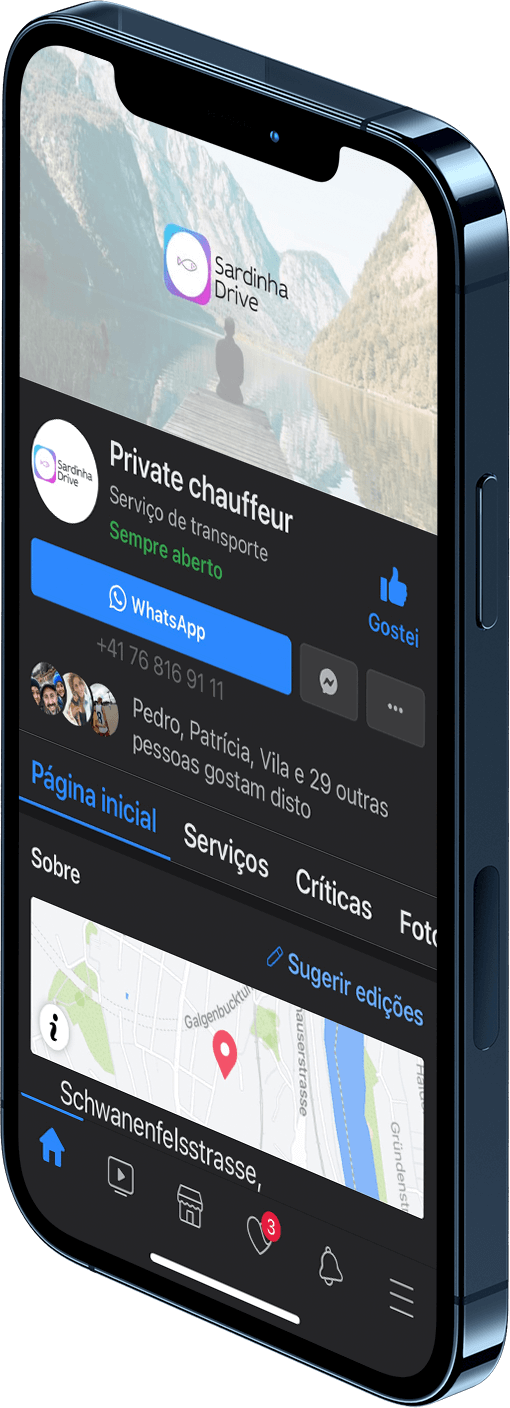 Sardinha
Drive
Sardinha
Drive
Private chauffeur
Serviço de transporte
Sempre aberto
Gostei
WhatsApp
+41 76 816 91 11
Pedro, Patrícia, Vila e 29 outras
pessoas gostam disto
Página inicial
Serviços
Críticas
Foto
Sobre
Sugerir edições
Galgenbucktun
hauserstrasse
Gründenst
i
Schwanenfelsstrasse,
3